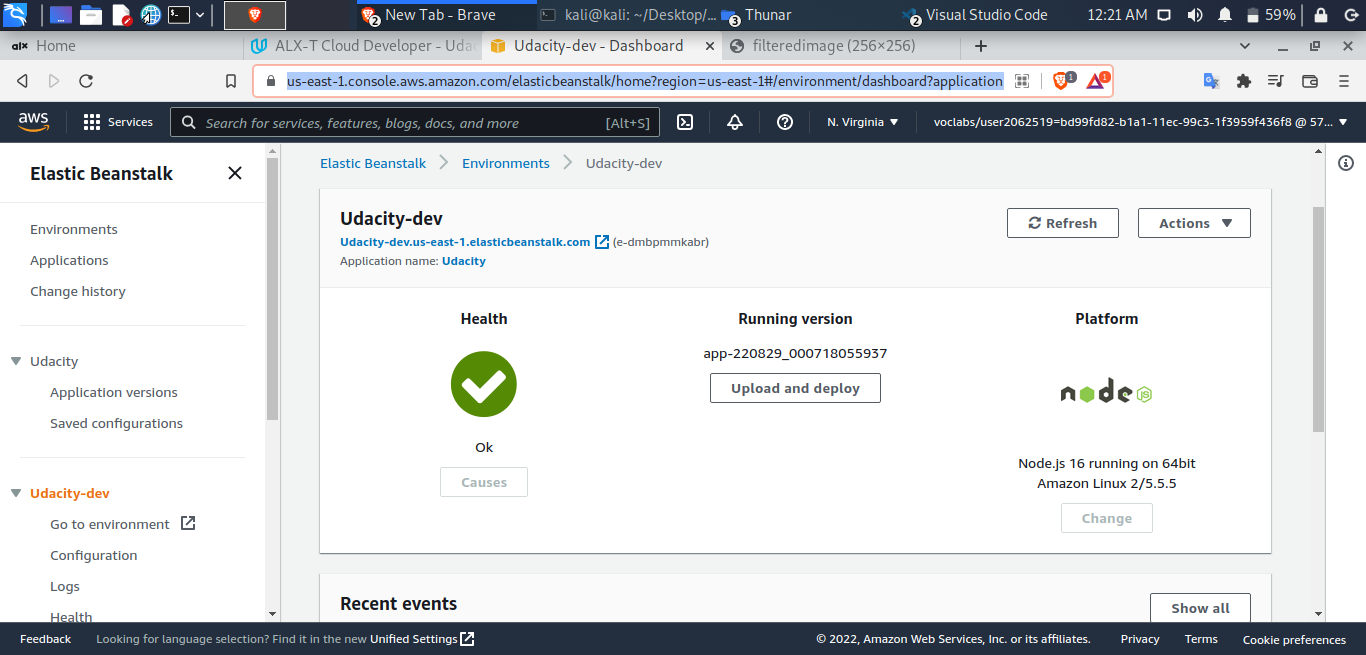 New Tab - Brave
kali@kali: ~/Desktop/...
Thunar
Visual Studio Code
12:21 AM
59%
2
3
2
alx Home
ALX-T Cloud Developer - Udac
Udacity-dev - Dashboard
filteredimage (256×256)
us-east-1.console.aws.amazon.com/elasticbeanstalk/home?region=us-east-1#/environment/dashboard?application
1
1
aws
Services
Search for services, features, blogs, docs, and more
[Alt+S]
N. Virginia
voclabs/user2062519=bd99fd82-b1a1-11ec-99c3-1f3959f436f8 @ 57...
Elastic Beanstalk
Environments
Applications
Change history
Udacity
Application versions
Saved configurations
Udacity-dev
Go to environment
Configuration
Logs
Health
Elastic Beanstalk
Environments
Udacity-dev
Udacity-dev
Udacity-dev.us-east-1.elasticbeanstalk.com (e-dmbpmmkabr)
Application name: Udacity
Refresh
Actions
Health
Ok
Causes
Running version
app-220829_000718055937
Upload and deploy
Platform
node JS
Node.js 16 running on 64bit
Amazon Linux 2/5.5.5
Change
Recent events
Show all
Feedback
Looking for language selection? Find it in the new Unified Settings
© 2022, Amazon Web Services, Inc. or its affiliates.
Privacy
Terms
Cookie preferences